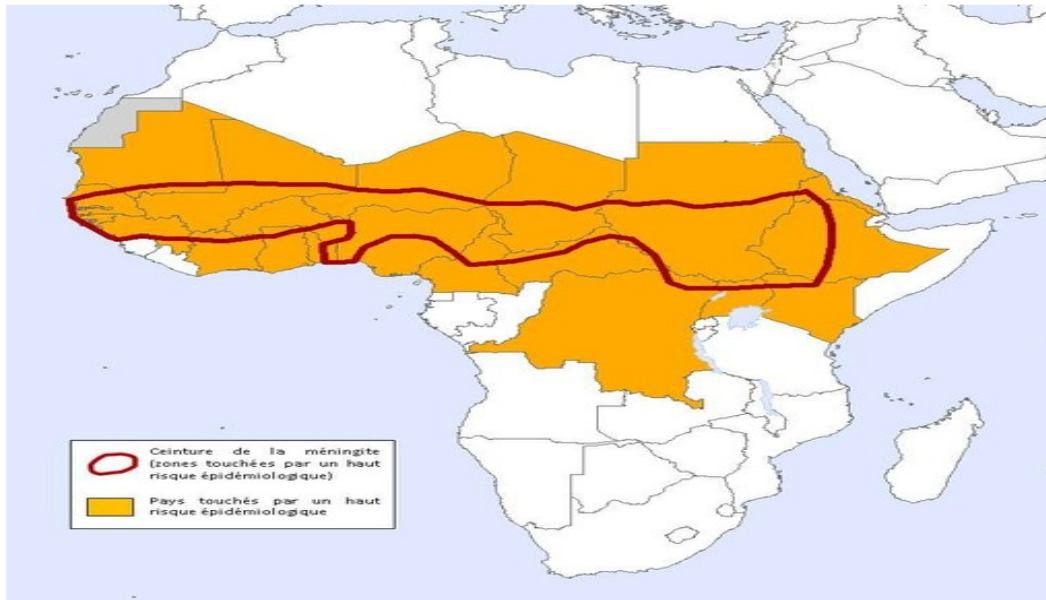 Ceinture de la méningite
(zones touchées par un haut
risque épidémiologique)
Pays touchés par un haut
risque épidémiologique